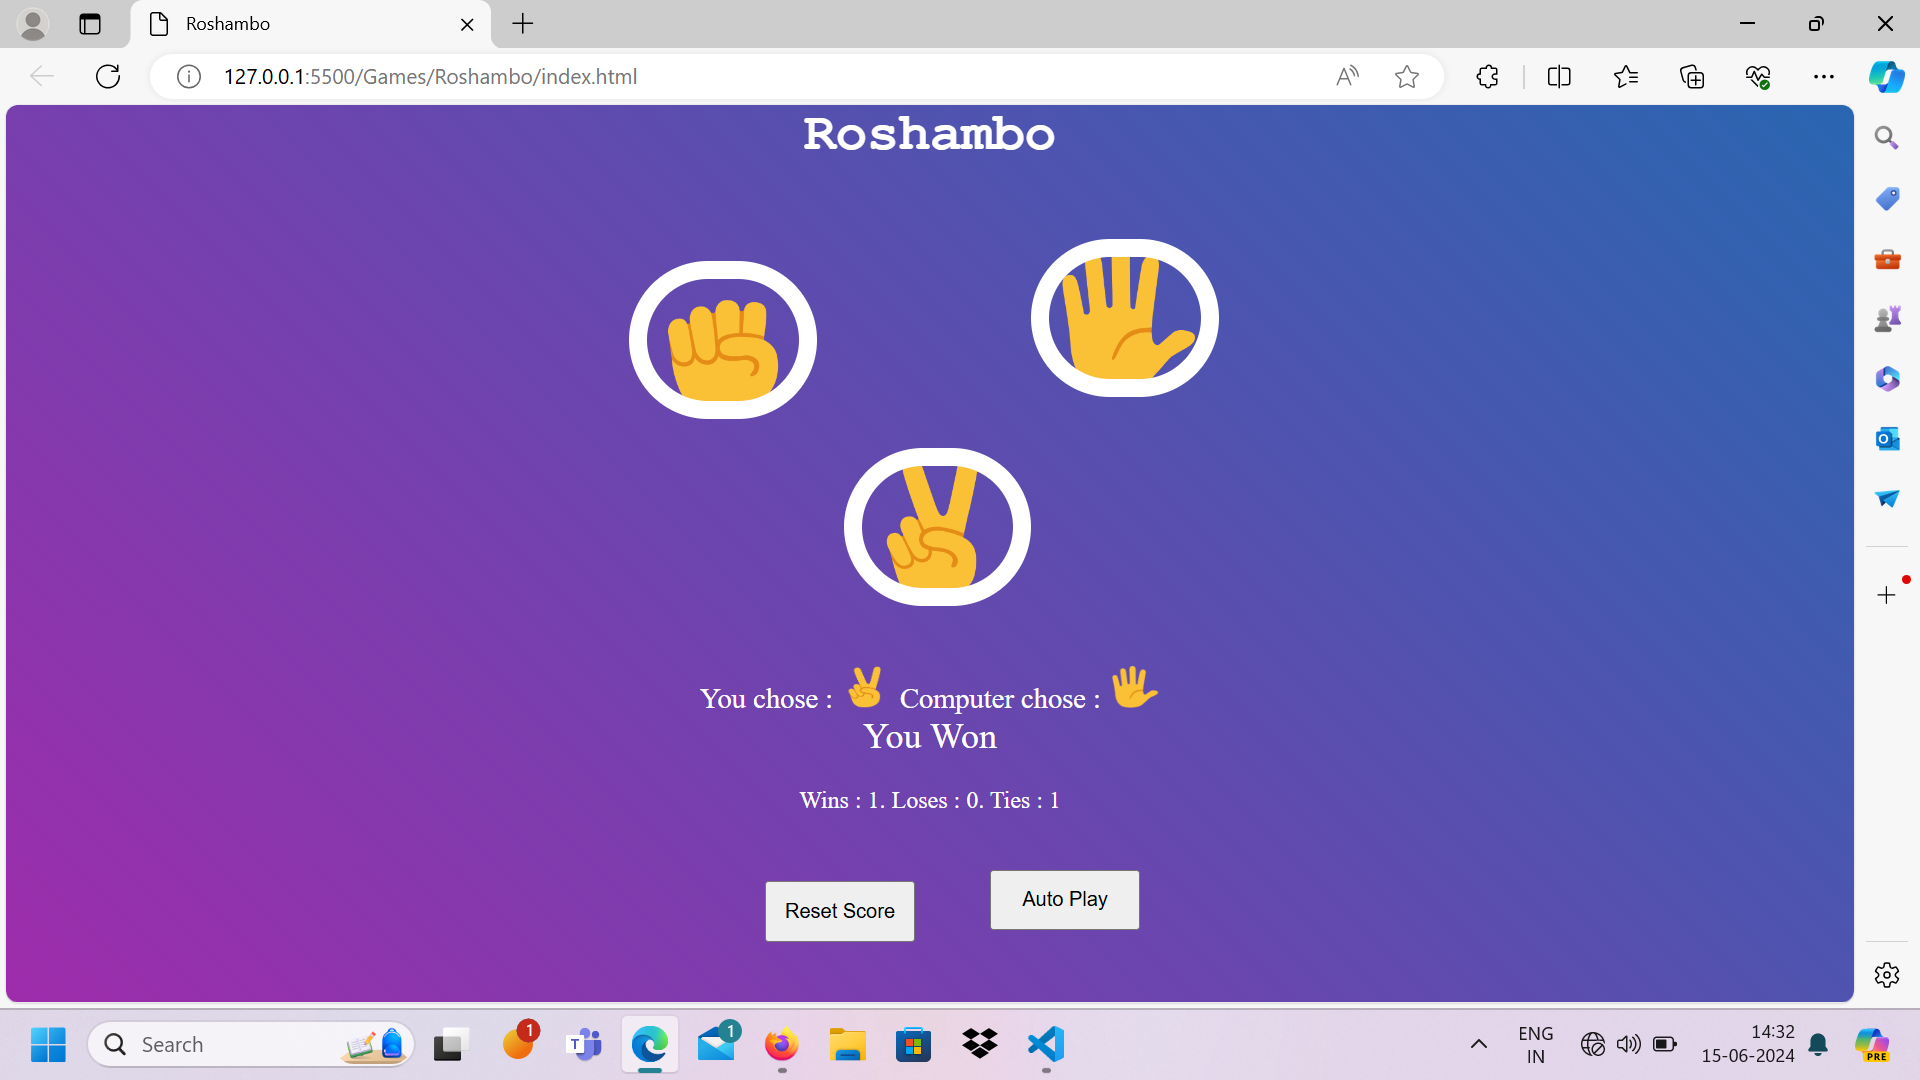 Roshambo
127.0.0.1:5500/Games/Roshambo/index.html
Roshambo
You chose : Computer chose :
You Won
Wins : 1. Loses : 0. Ties : 1
Reset Score
Auto Play
Search
1
T
1
ENG
IN
14:32
15-06-2024
PRE